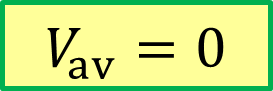 V_av = 0